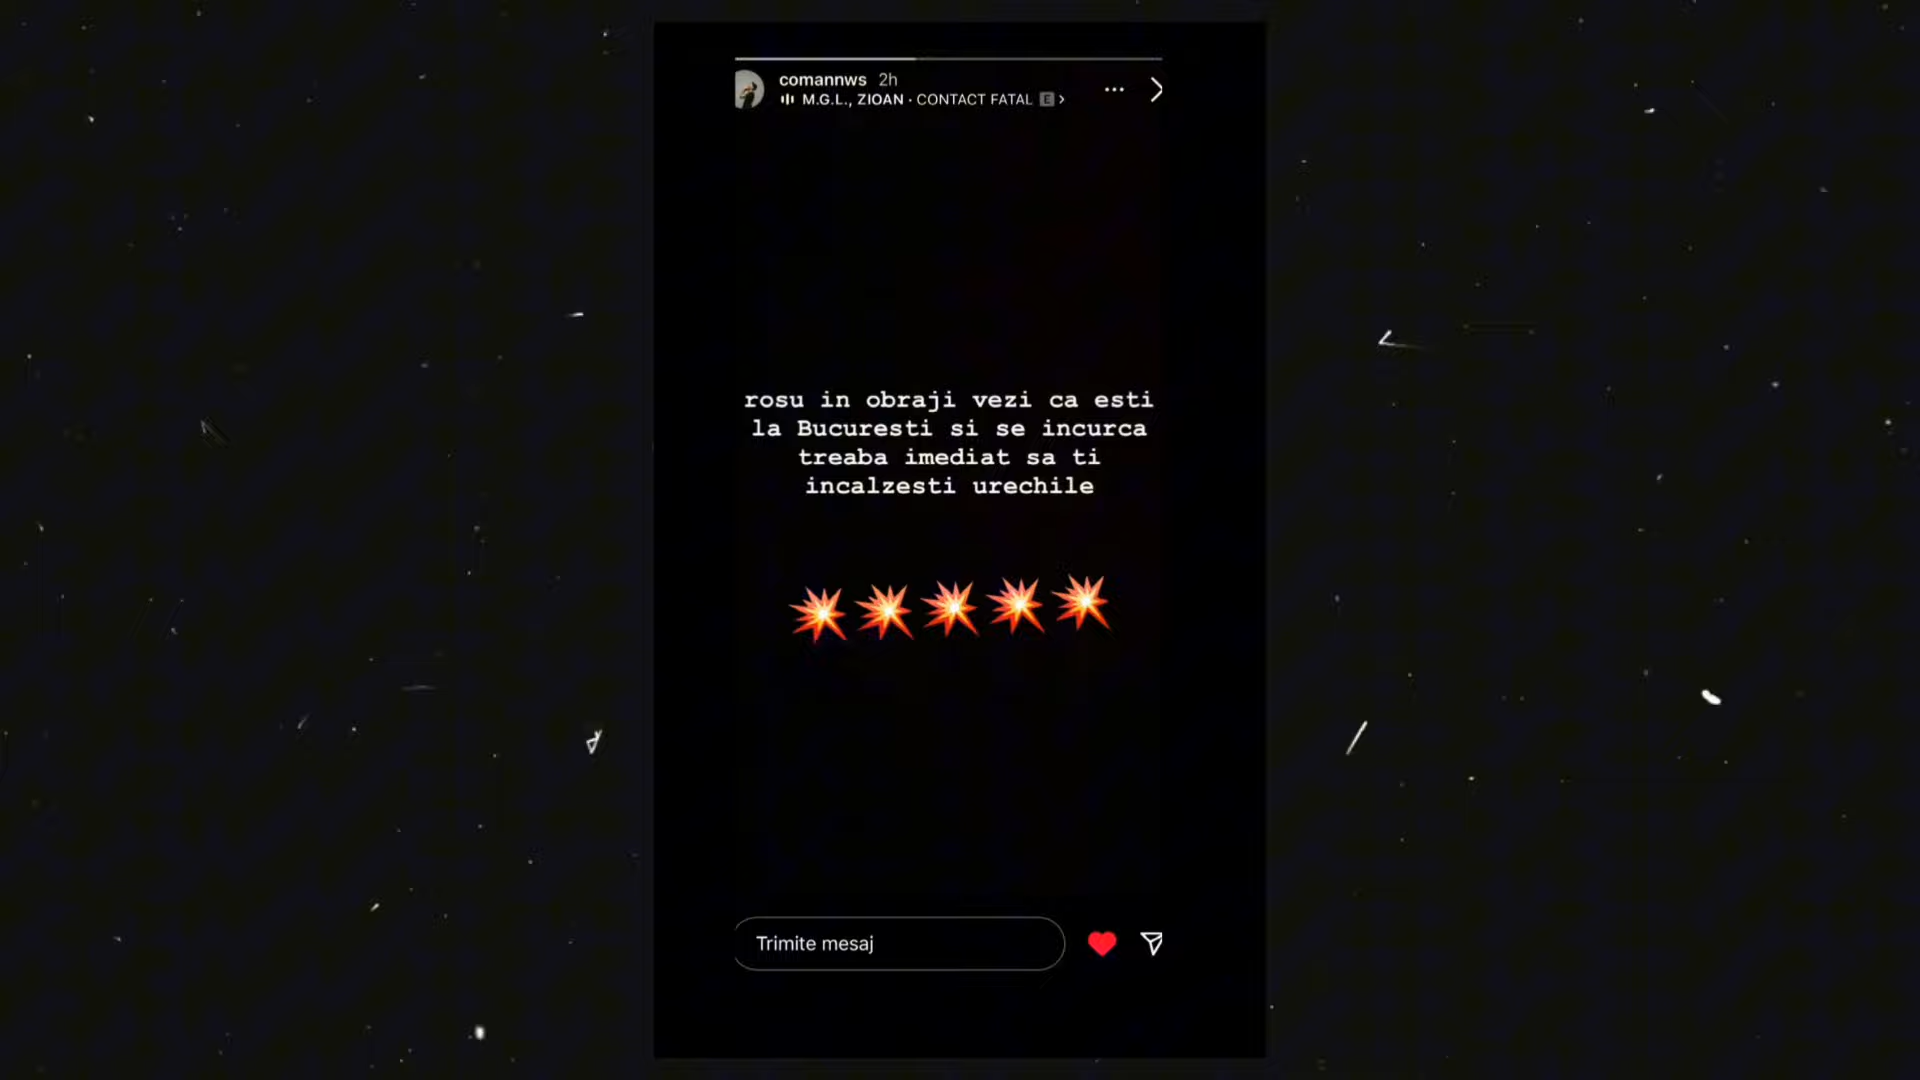 comannws 2h
M.G.L., ZIOAN · CONTACT FATAL E
rosu in obraji vezi ca esti
la Bucuresti si se incurca
treaba imediat sa ti
incalzesti urechile
Trimite mesaj